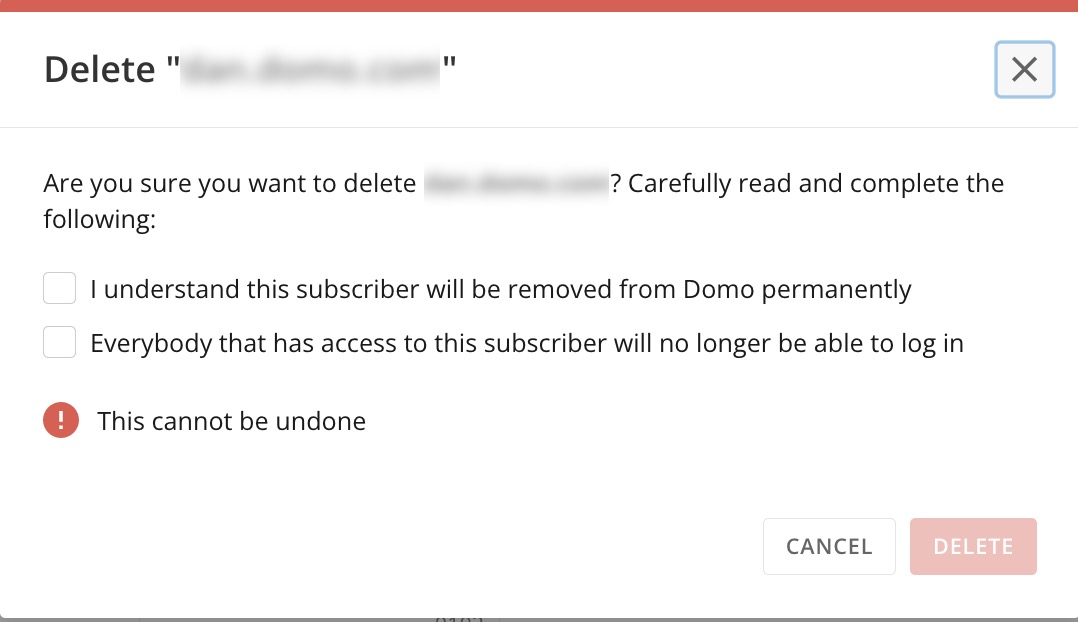 Delete ""
Are you sure you want to delete ? Carefully read and complete the
following:
I understand this subscriber will be removed from Domo permanently
Everybody that has access to this subscriber will no longer be able to log in
! This cannot be undone
CANCEL DELETE